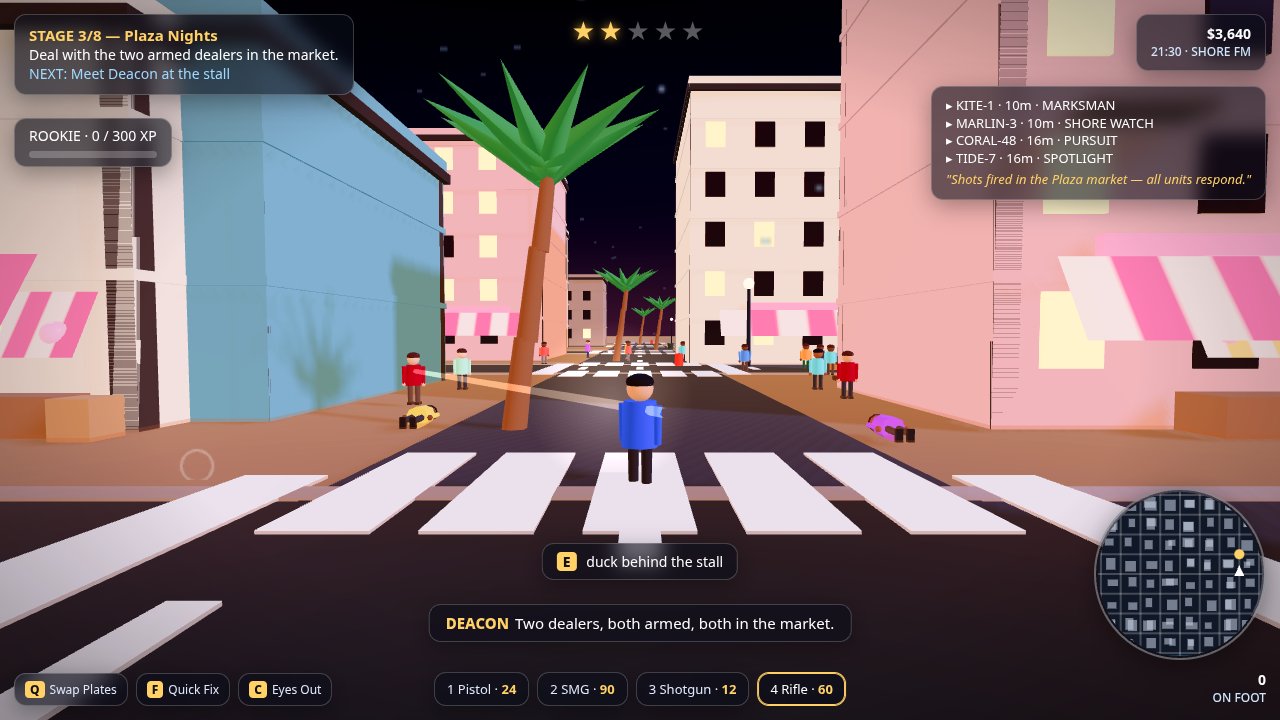 STAGE 3/8 — Plaza Nights
Deal with the two armed dealers in the market.
NEXT: Meet Deacon at the stall
ROOKIE · 0 / 300 XP
$3,640
21:30 · SHORE FM
▸ KITE-1 · 10m · MARKSMAN
▸ MARLIN-3 · 10m · SHORE WATCH
▸ CORAL-48 · 16m · PURSUIT
▸ TIDE-7 · 16m · SPOTLIGHT
"Shots fired in the Plaza market — all units respond."
E duck behind the stall
DEACON Two dealers, both armed, both in the market.
Q Swap Plates
F Quick Fix
C Eyes Out
1 Pistol · 24
2 SMG · 90
3 Shotgun · 12
4 Rifle · 60
0
ON FOOT